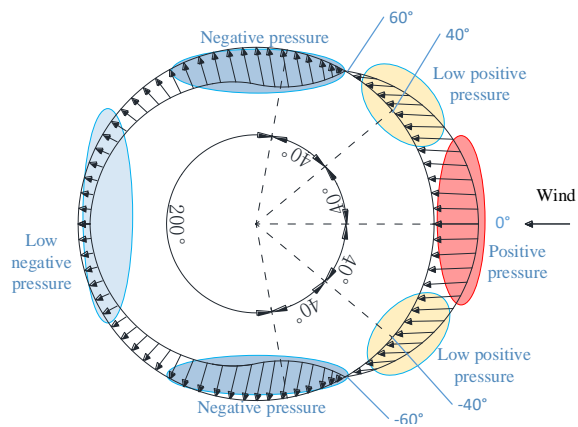 Negative pressure
60°
40°
Low positive
pressure
40°
40°
Wind
0°
200°
Low
negative
pressure
Positive
pressure
40°
40°
Low positive
pressure
Negative pressure
-40°
-60°